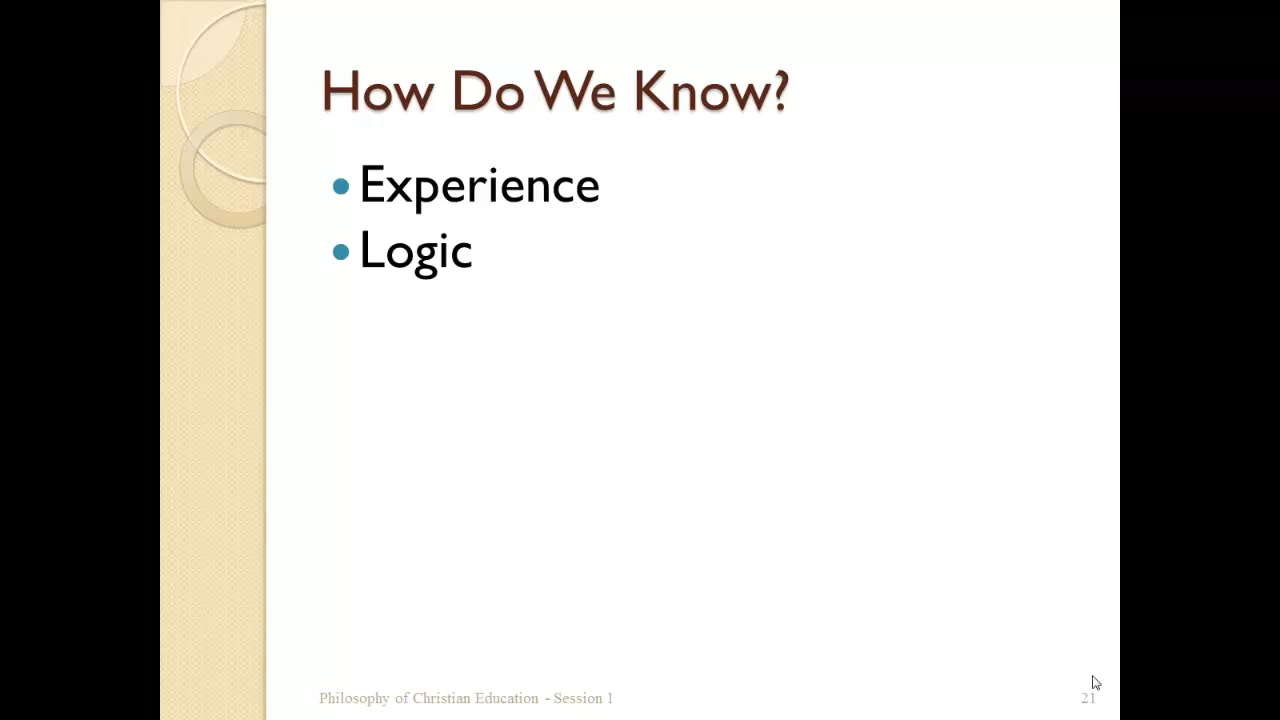 How Do We Know?
• Experience
• Logic
Philosophy of Christian Education - Session 1
21